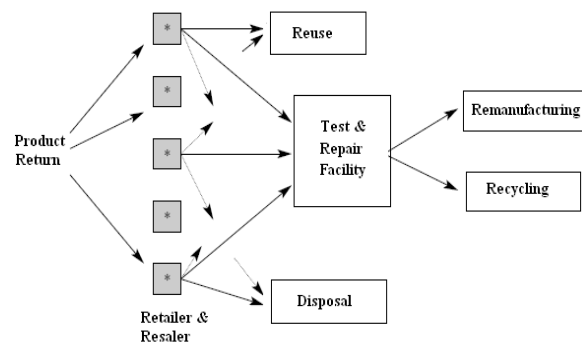 *
Reuse
*
Product
Return
*
Test &
Repair
Facility
Remanufacturing
Recycling
*
*
Disposal
Retailer &
Resaler